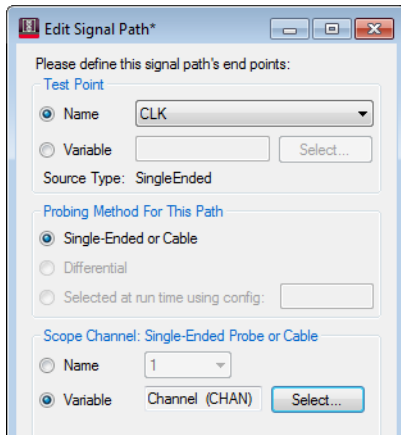 Edit Signal Path*
Please define this signal path's end points:
Test Point
Name CLK
Variable Select...
Source Type: SingleEnded
Probing Method For This Path
Single-Ended or Cable
Differential
Selected at run time using config:
Scope Channel: Single-Ended Probe or Cable
Name 1
Variable Channel (CHAN) Select...